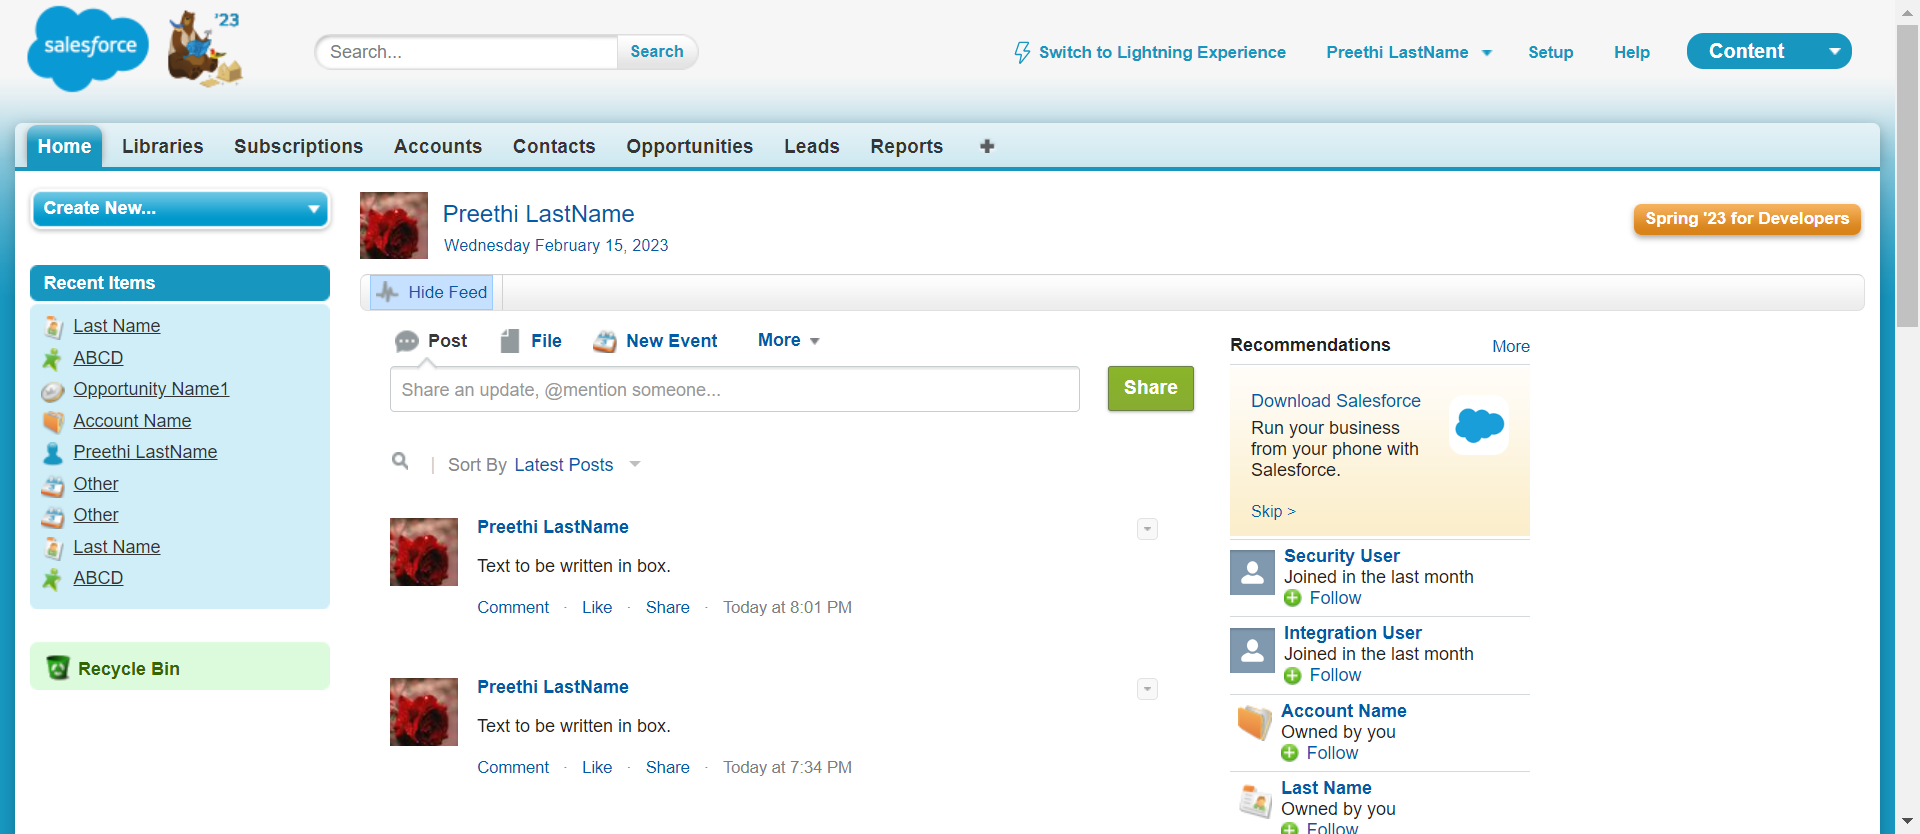 salesforce
'23
Search...
Search
Switch to Lightning Experience
Preethi LastName
Setup
Help
Content
Home
Libraries
Subscriptions
Accounts
Contacts
Opportunities
Leads
Reports
Create New...
Preethi LastName
Wednesday February 15, 2023
Spring '23 for Developers
Recent Items
Last Name
ABCD
Opportunity Name1
Account Name
Preethi LastName
Other
Other
Last Name
ABCD
Recycle Bin
Hide Feed
Post
File
New Event
More
Share an update, @mention someone...
Share
Sort By Latest Posts
Preethi LastName
Text to be written in box.
Comment · Like · Share · Today at 8:01 PM
Preethi LastName
Text to be written in box.
Comment · Like · Share · Today at 7:34 PM
Recommendations
More
Download Salesforce
Run your business
from your phone with
Salesforce.
Skip >
Security User
Joined in the last month
Follow
Integration User
Joined in the last month
Follow
Account Name
Owned by you
Follow
Last Name
Owned by you
Follow